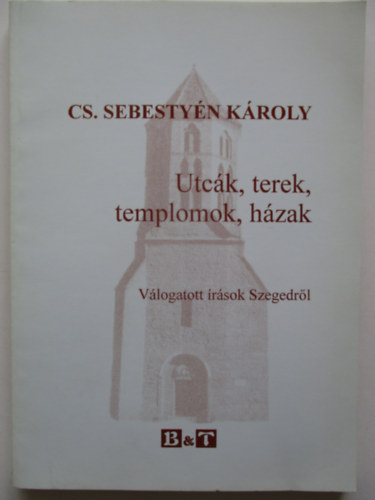 CS. SEBESTYÉN KÁROLY
Utcák, terek,
templomok, házak
Válogatott írások Szegedről
B & T